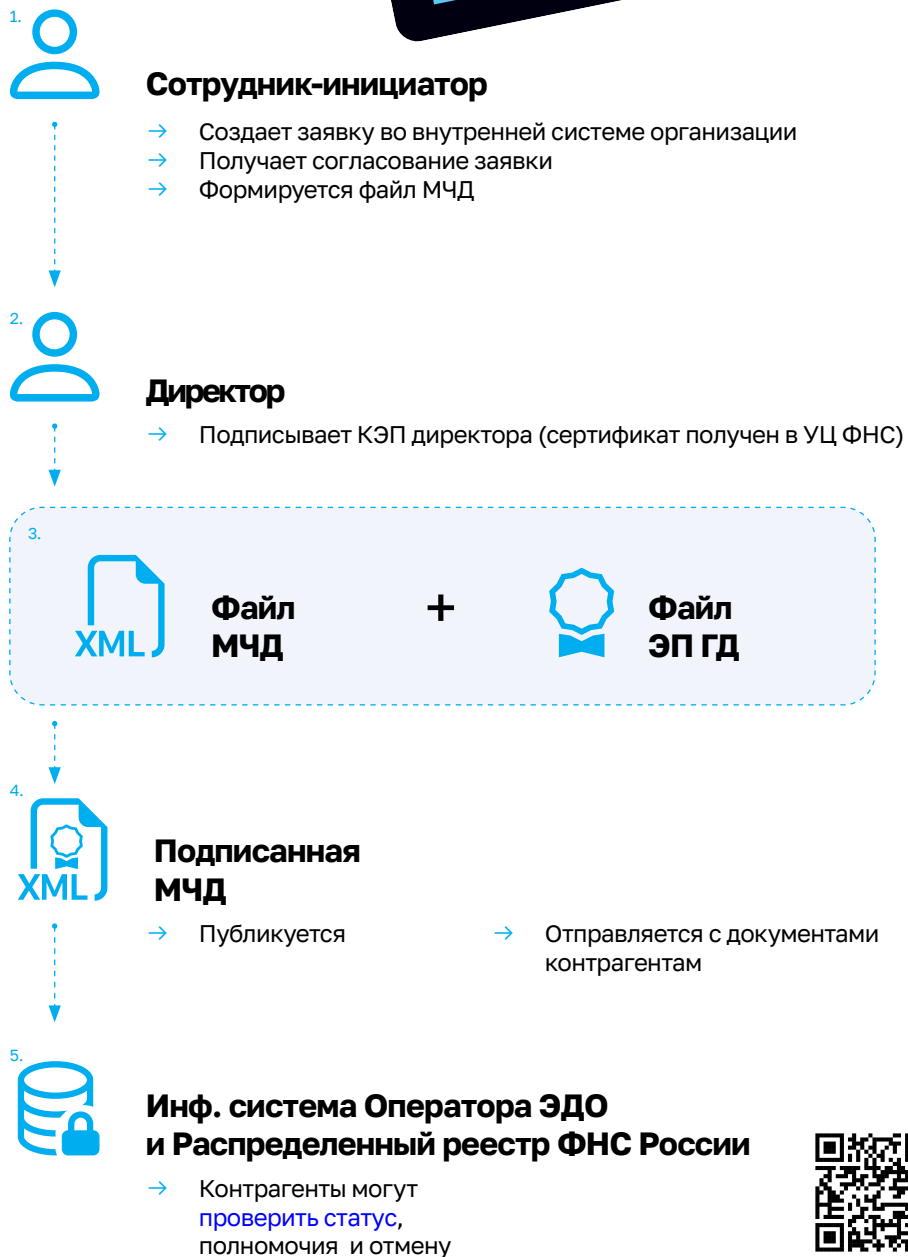 1.
Сотрудник-инициатор
→ Создает заявку во внутренней системе организации
→ Получает согласование заявки
→ Формируется файл МЧД
2.
Директор
→ Подписывает КЭП директора (сертификат получен в УЦ ФНС)
3.
XML
Файл
МЧД
+
Файл
ЭП ГД
4.
XML
Подписанная
МЧД
→ Публикуется
→ Отправляется с документами
контрагентам
5.
Инф. система Оператора ЭДО
и Распределенный реестр ФНС России
→ Контрагенты могут
проверить статус,
полномочия и отмену